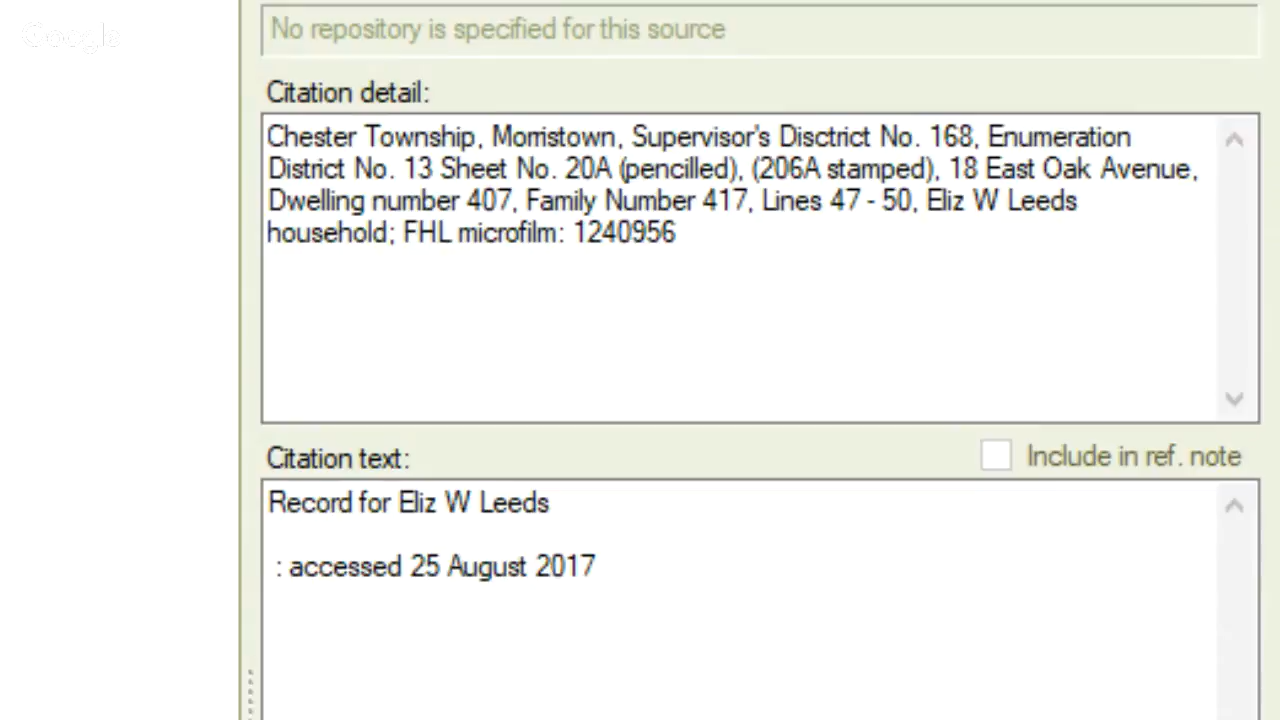 No repository is specified for this source
Citation detail:
Chester Township, Morristown, Supervisor's Disctrict No. 168, Enumeration
District No. 13 Sheet No. 20A (pencilled), (206A stamped), 18 East Oak Avenue,
Dwelling number 407, Family Number 417, Lines 47 - 50, Eliz W Leeds
household; FHL microfilm: 1240956
Citation text:
Include in ref. note
Record for Eliz W Leeds
: accessed 25 August 2017